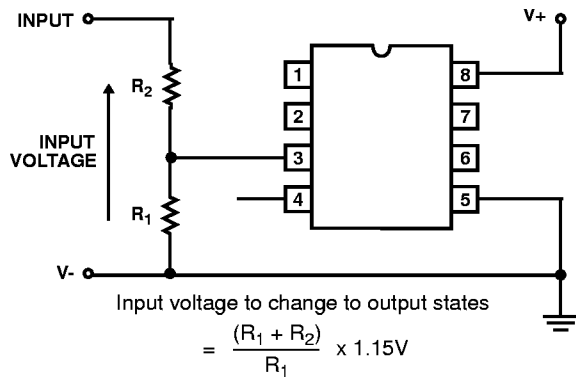 INPUT
V+
R2
INPUT
VOLTAGE
R1
V-
1
2
3
4
8
7
6
5
Input voltage to change to output states
= (R1 + R2) / R1 x 1.15V